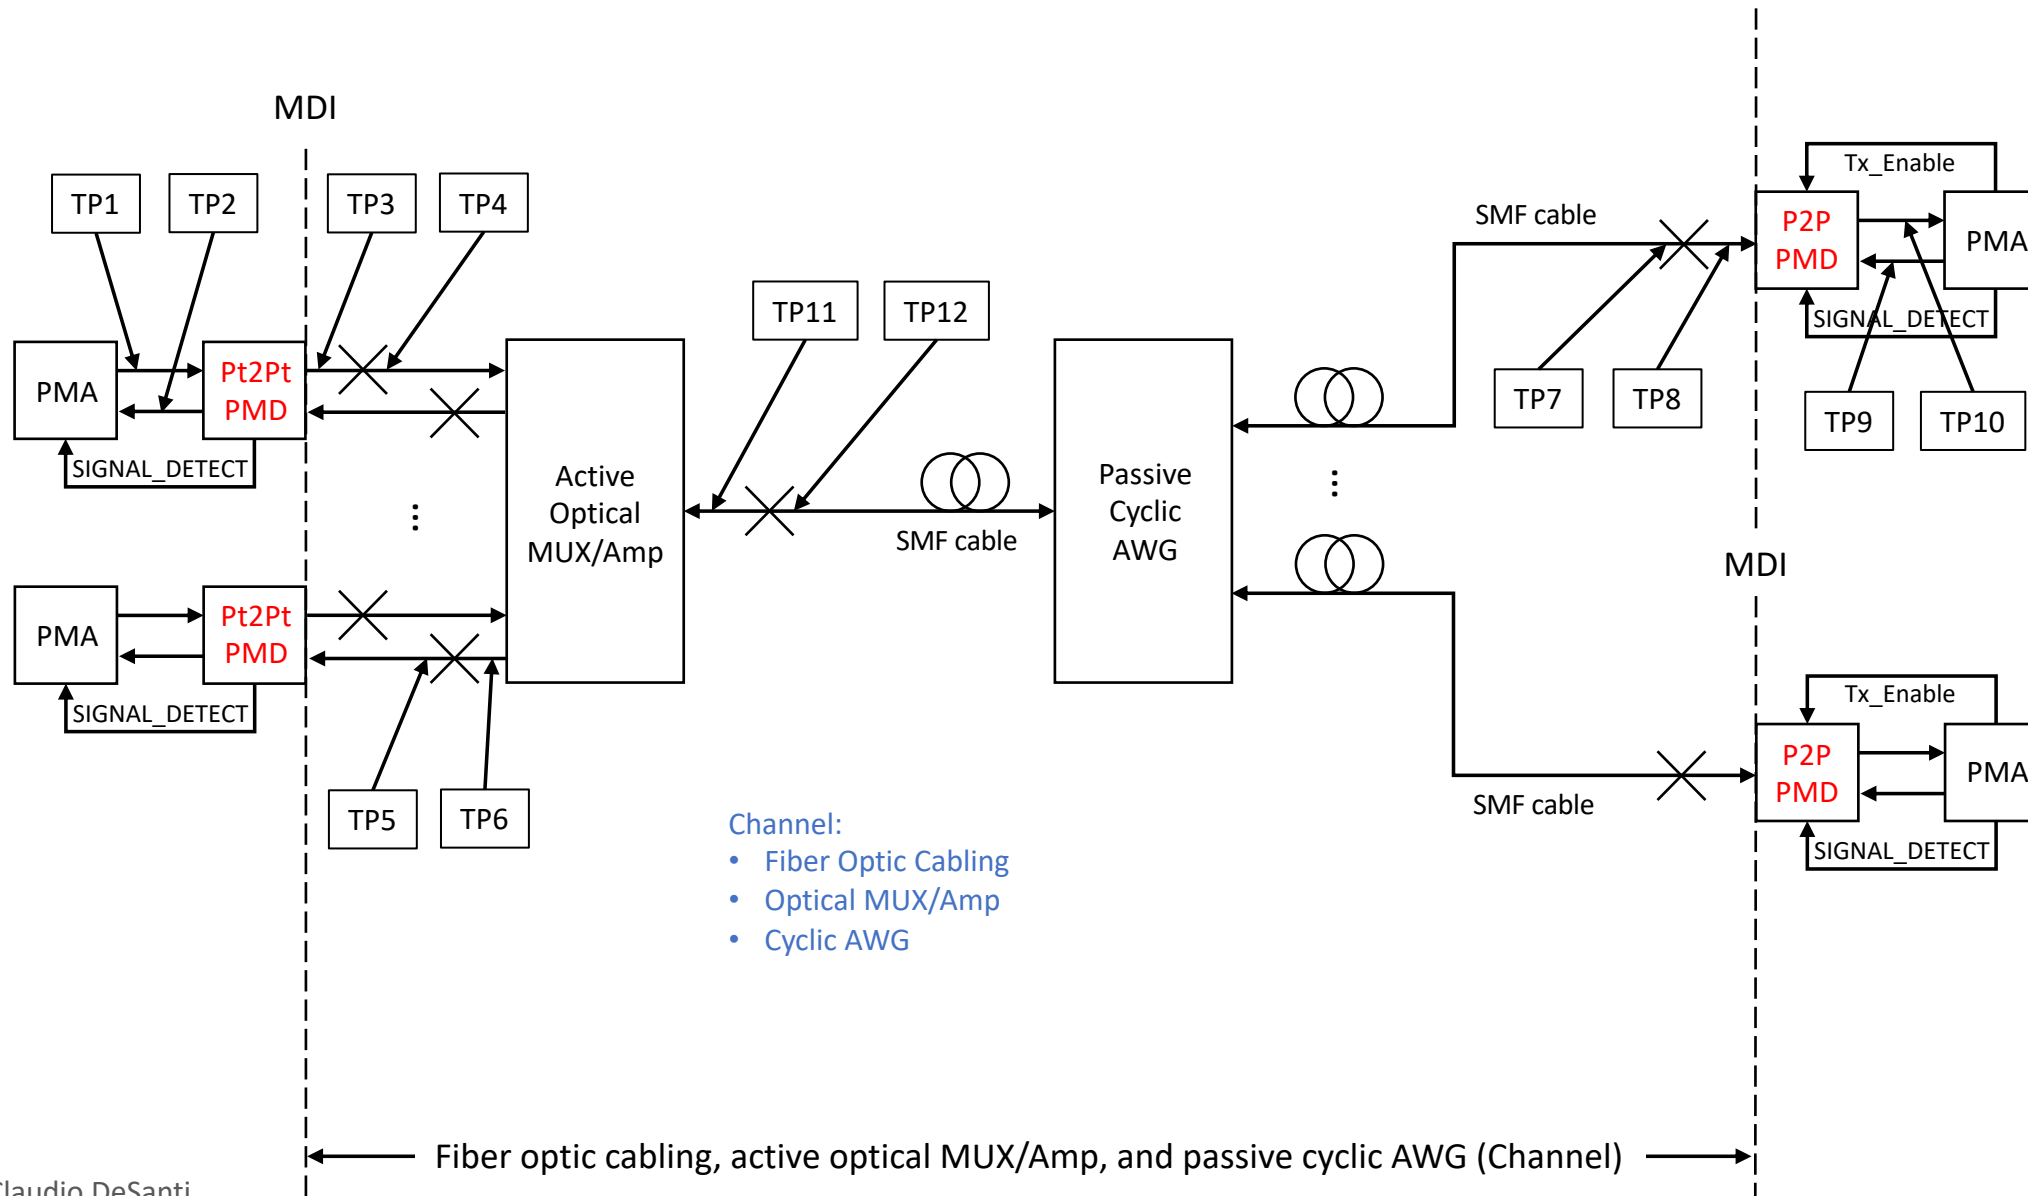 MDI
TP1
TP2
TP3
TP4
Tx_Enable
SMF cable
P2P
PMD
PMA
TP11
TP12
SIGNAL_DETECT
PMA
Pt2Pt
PMD
TP7
TP8
TP9
TP10
SIGNAL_DETECT
Active
Optical
MUX/Amp
Passive
Cyclic
AWG
...
...
SMF cable
MDI
PMA
Pt2Pt
PMD
SIGNAL_DETECT
Tx_Enable
P2P
PMD
PMA
TP5
TP6
SMF cable
SIGNAL_DETECT
Channel:
• Fiber Optic Cabling
• Optical MUX/Amp
• Cyclic AWG
Fiber optic cabling, active optical MUX/Amp, and passive cyclic AWG (Channel)
Claudio DeSanti